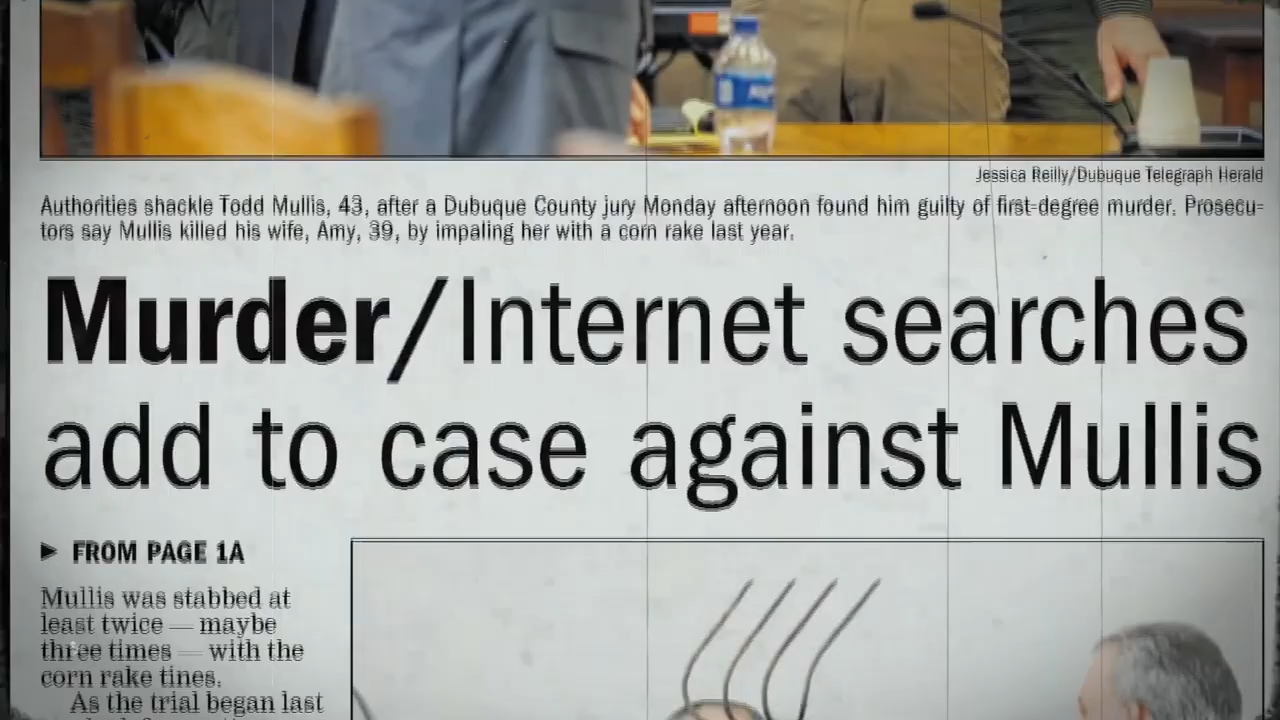 Jessica Reilly/Dubuque Telegraph Herald
Authorities shackle Todd Mullis, 43, after a Dubuque County jury Monday afternoon found him guilty of first-degree murder. Prosecu-
tors say Mullis killed his wife, Amy, 39, by impaling her with a corn rake last year.
Murder/Internet searches
add to case against Mullis
► FROM PAGE 1A
Mullis was stabbed at
least twice — maybe
three times — with the
corn rake tines.
As the trial began last